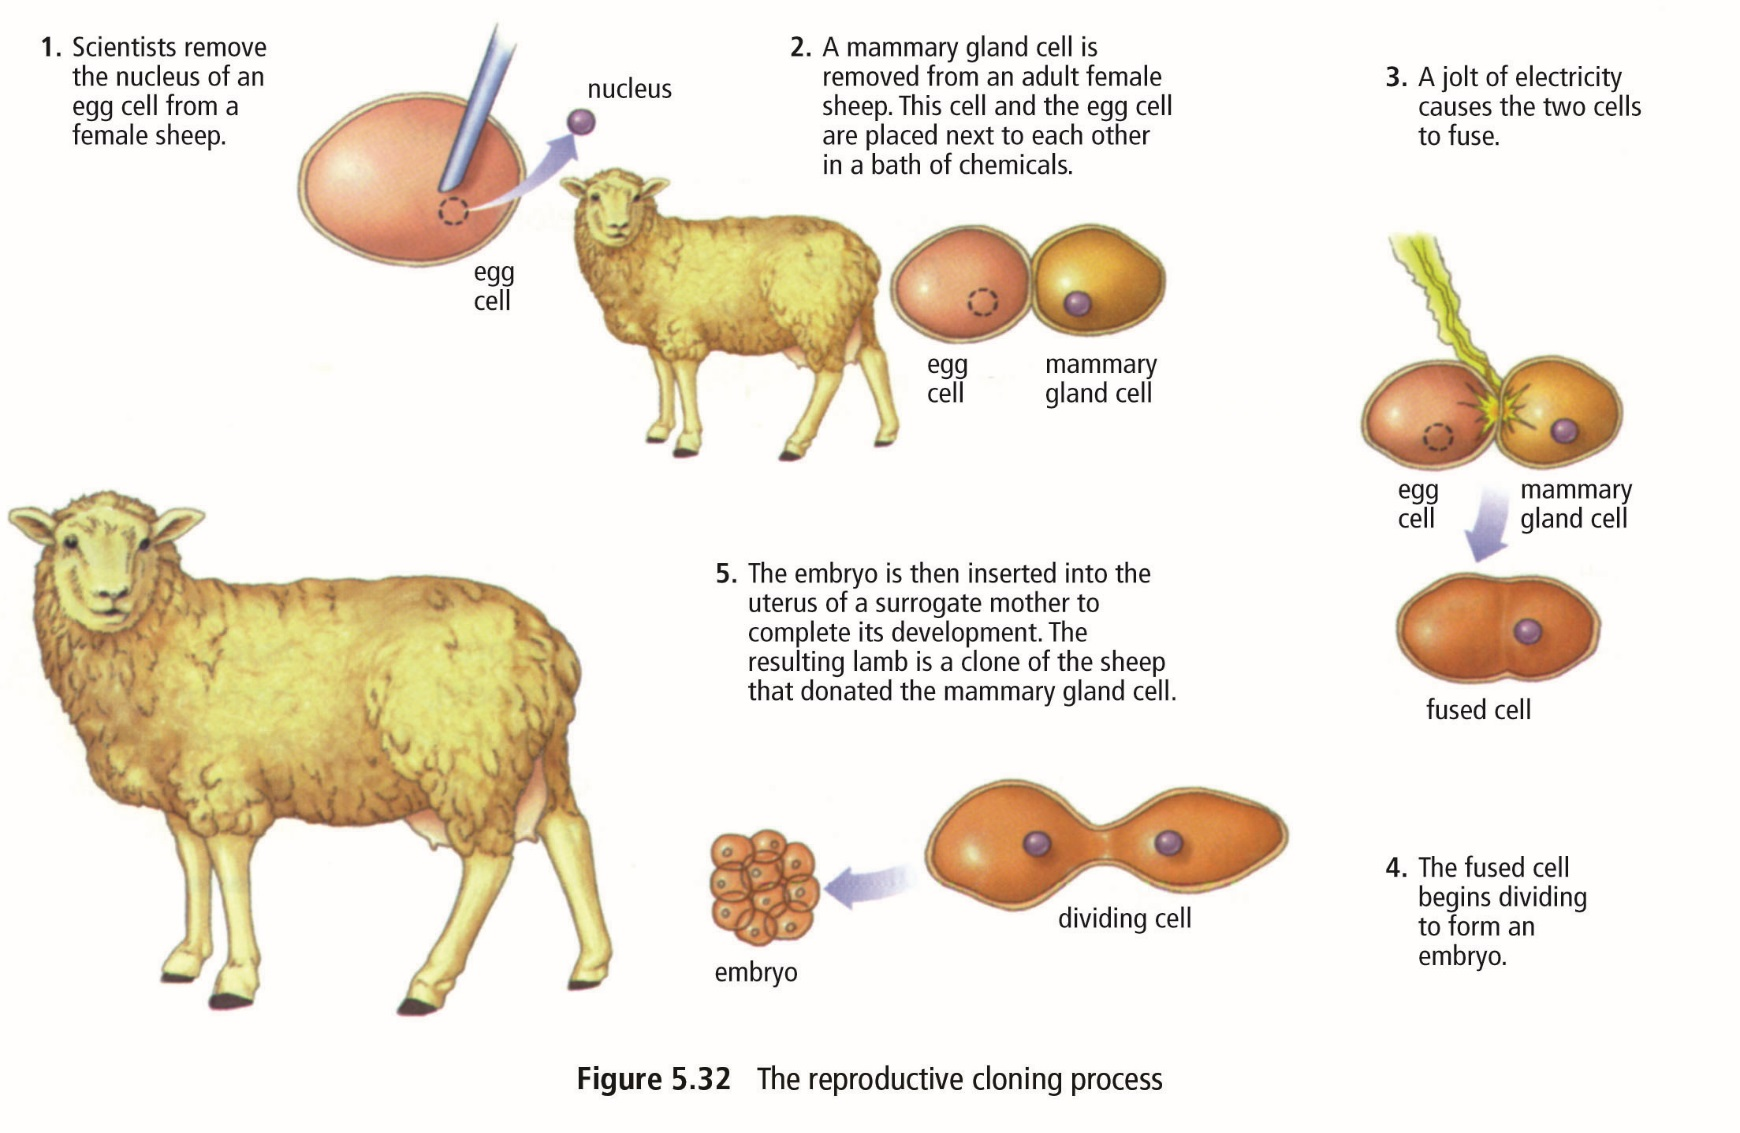 1. Scientists remove
the nucleus of an
egg cell from a
female sheep.
nucleus
egg
cell
2. A mammary gland cell is
removed from an adult female
sheep. This cell and the egg cell
are placed next to each other
in a bath of chemicals.
egg
cell
mammary
gland cell
3. A jolt of electricity
causes the two cells
to fuse.
egg
cell
mammary
gland cell
fused cell
4. The fused cell
begins dividing
to form an
embryo.
dividing cell
embryo
5. The embryo is then inserted into the
uterus of a surrogate mother to
complete its development. The
resulting lamb is a clone of the sheep
that donated the mammary gland cell.
Figure 5.32 The reproductive cloning process